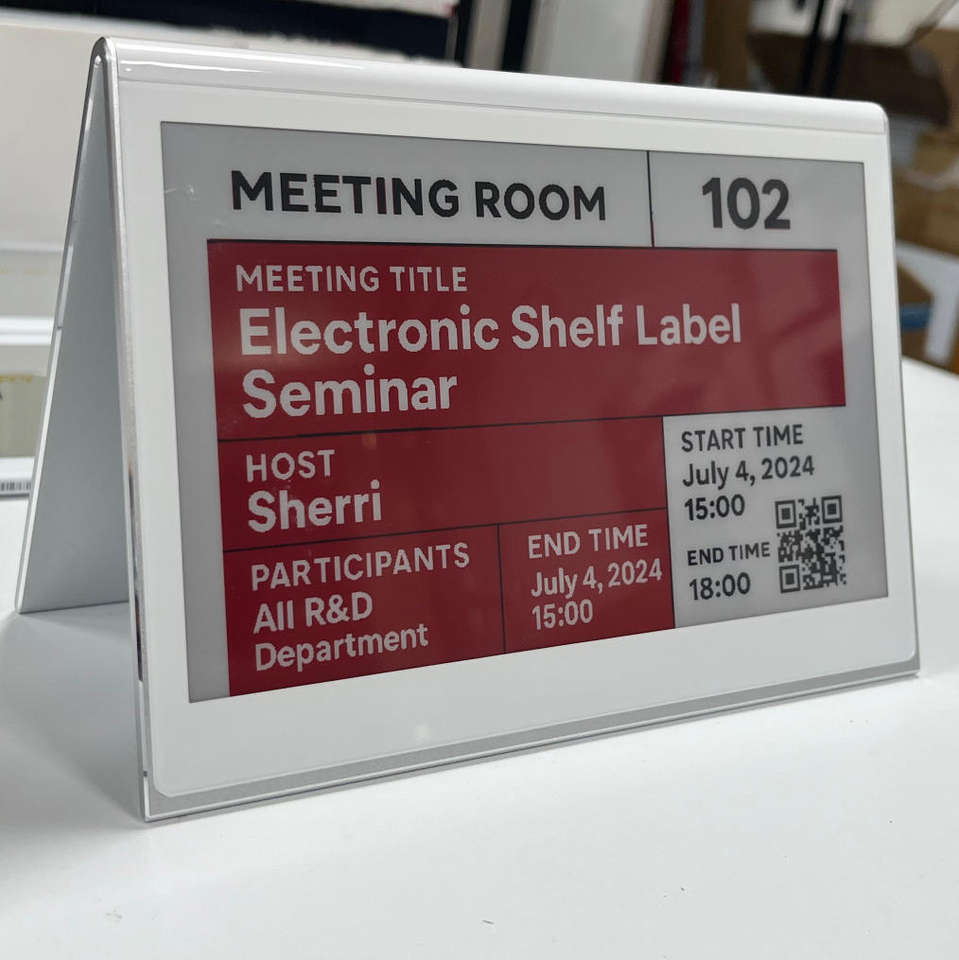 MEETING ROOM
102
MEETING TITLE
Electronic Shelf Label
Seminar
HOST
Sherri
PARTICIPANTS
All R&D
Department
END TIME
July 4, 2024
15:00
START TIME
July 4, 2024
15:00
END TIME
18:00